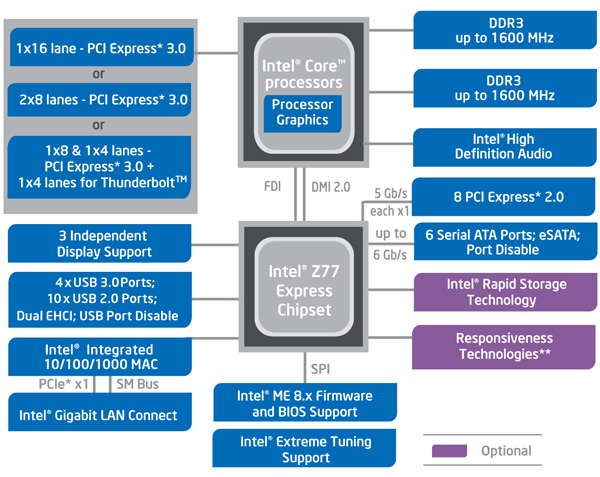 1x16 lane - PCI Express* 3.0
or
2x8 lanes - PCI Express* 3.0
or
1x8 & 1x4 lanes -
PCI Express* 3.0 +
1x4 lanes for Thunderbolt™
Intel® Core™
processors
Processor
Graphics
DDR3
up to 1600 MHz
DDR3
up to 1600 MHz
Intel® High
Definition Audio
FDI
DMI 2.0
5 Gb/s
each x1
8 PCI Express* 2.0
3 Independent
Display Support
Intel® Z77
Express
Chipset
up to
6 Gb/s
6 Serial ATA Ports; eSATA;
Port Disable
4 x USB 3.0 Ports;
10 x USB 2.0 Ports;
Dual EHCI; USB Port Disable
Intel® Rapid Storage
Technology
Intel® Integrated
10/100/1000 MAC
Responsiveness
Technologies**
PCIe* x1
SM Bus
SPI
Intel® Gigabit LAN Connect
Intel® ME 8.x Firmware
and BIOS Support
Intel® Extreme Tuning
Support
Optional